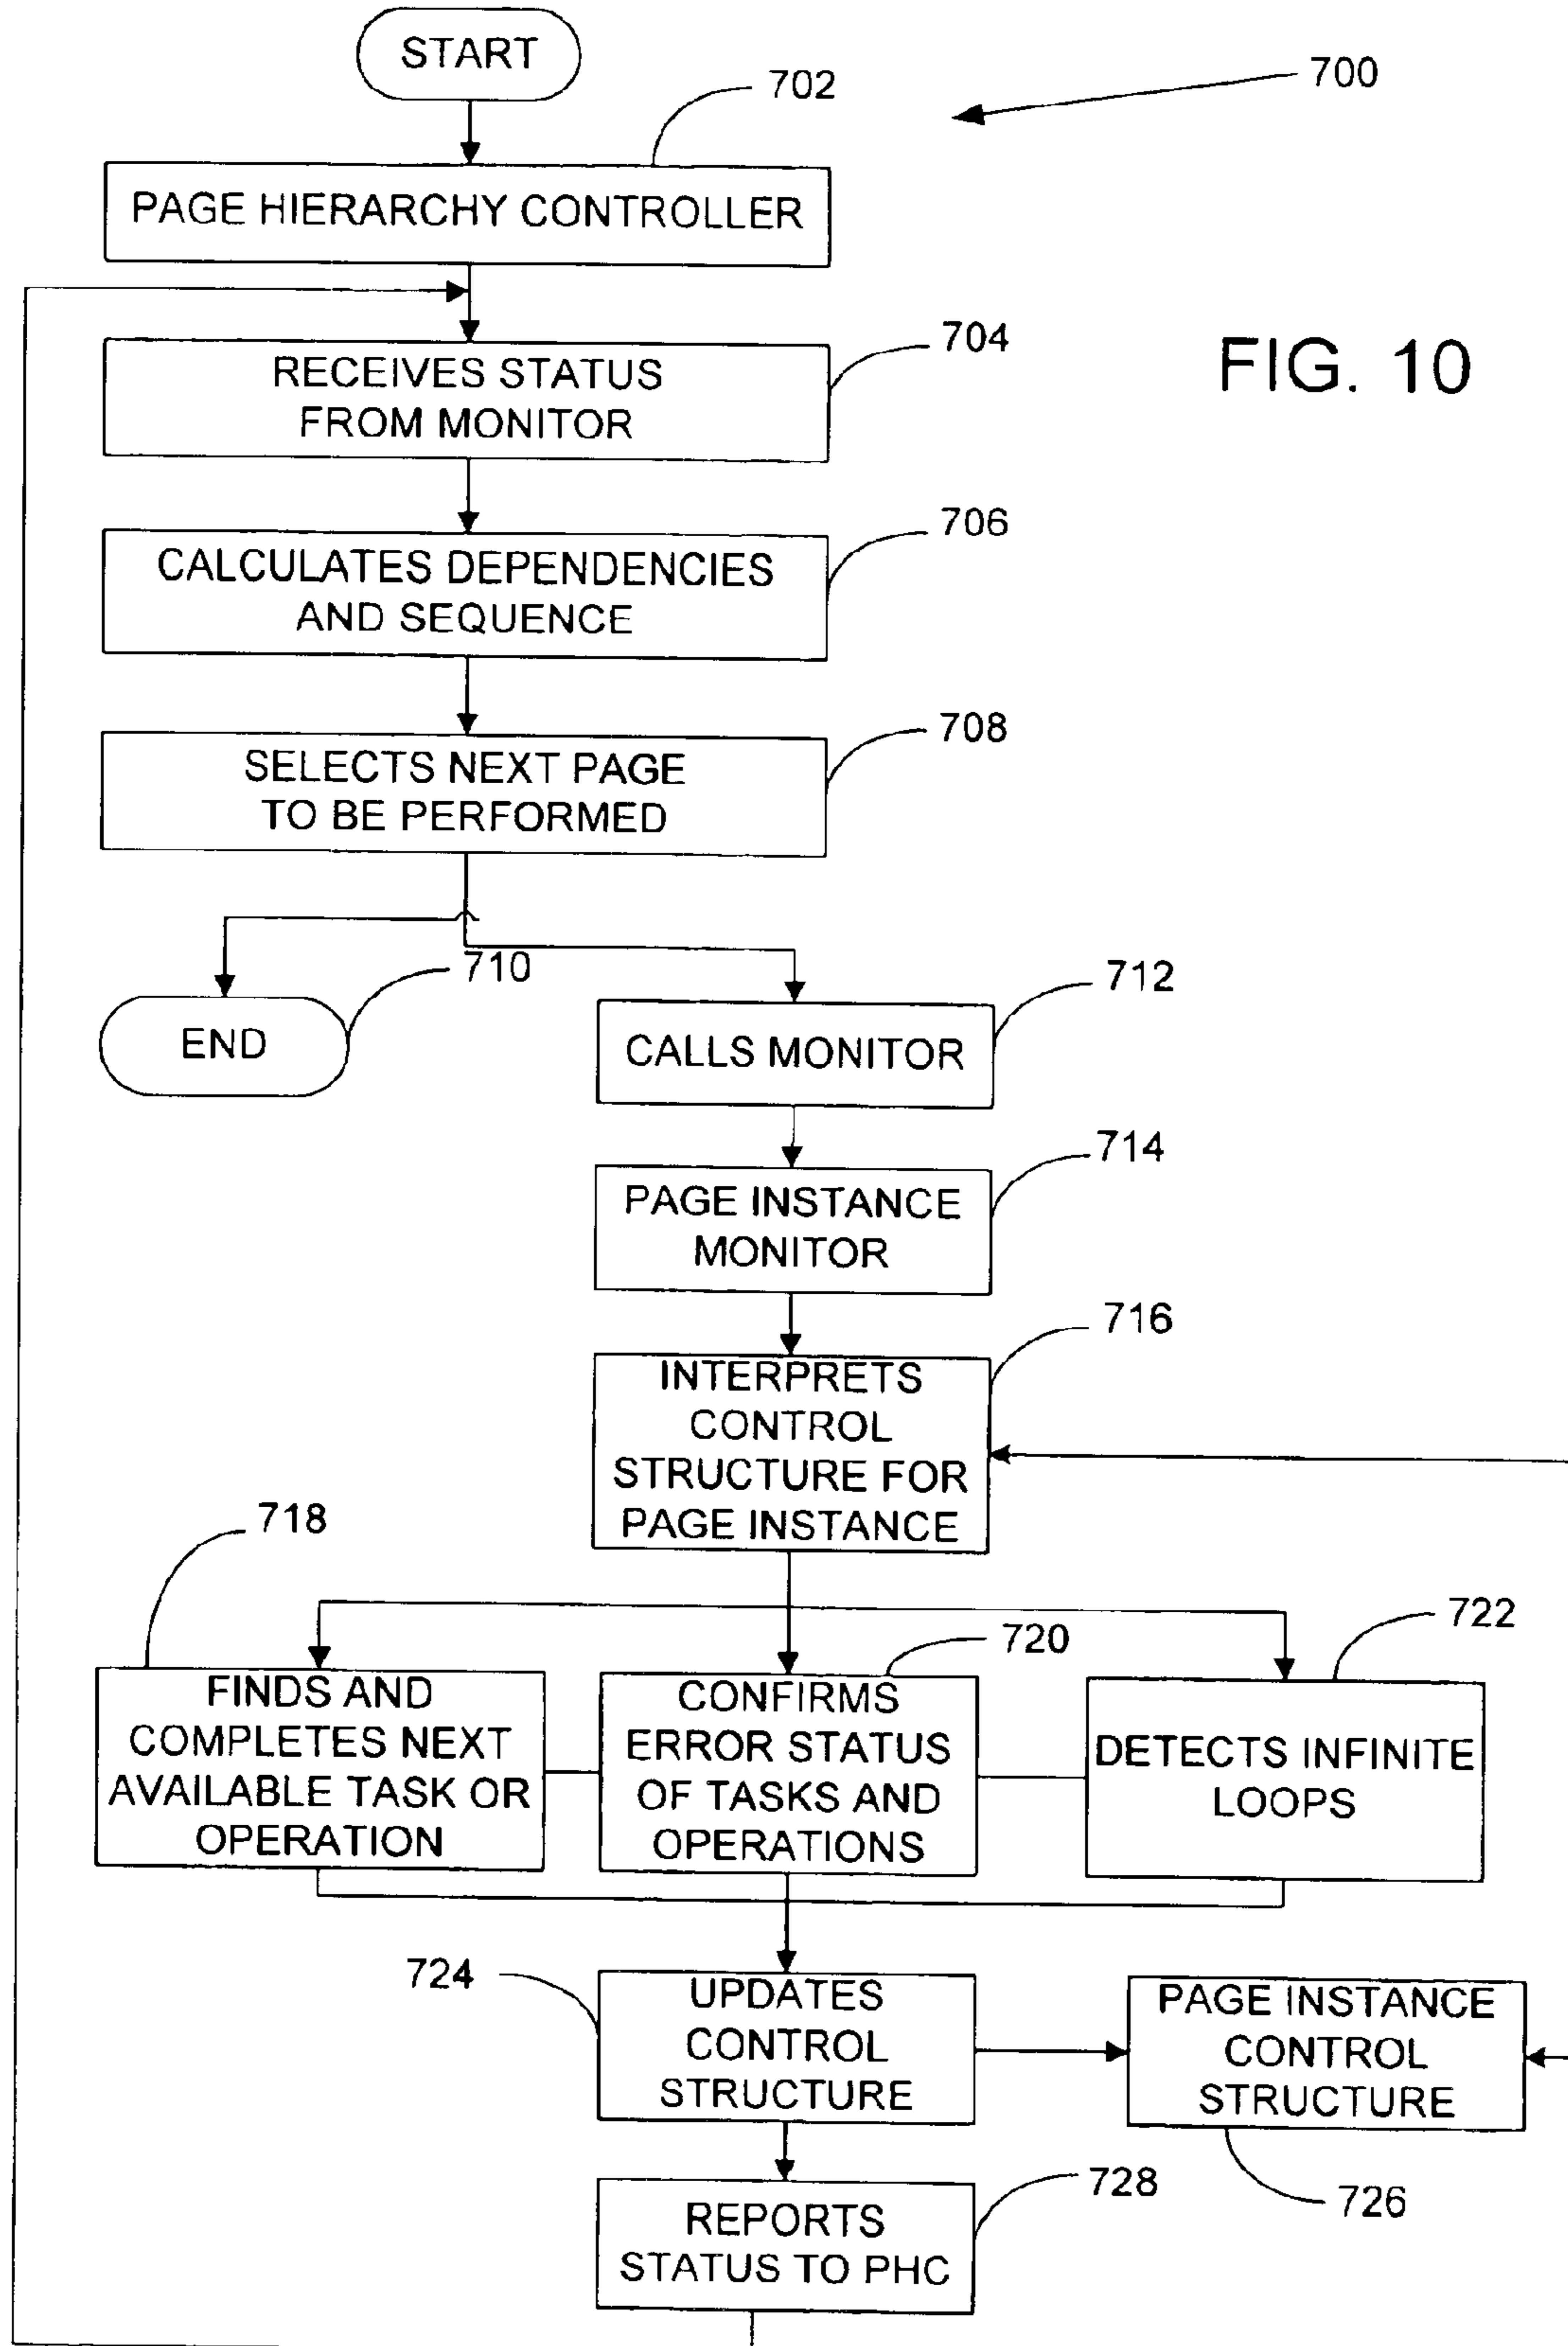 START
702
700
PAGE HIERARCHY CONTROLLER
704
FIG. 10
RECEIVES STATUS
FROM MONITOR
706
CALCULATES DEPENDENCIES
AND SEQUENCE
708
SELECTS NEXT PAGE
TO BE PERFORMED
710
END
712
CALLS MONITOR
714
PAGE INSTANCE
MONITOR
716
INTERPRETS
CONTROL
STRUCTURE FOR
PAGE INSTANCE
718
FINDS AND
COMPLETES NEXT
AVAILABLE TASK OR
OPERATION
720
CONFIRMS
ERROR STATUS
OF TASKS AND
OPERATIONS
722
DETECTS INFINITE
LOOPS
724
UPDATES
CONTROL
STRUCTURE
PAGE INSTANCE
CONTROL
STRUCTURE
726
728
REPORTS
STATUS TO PHC